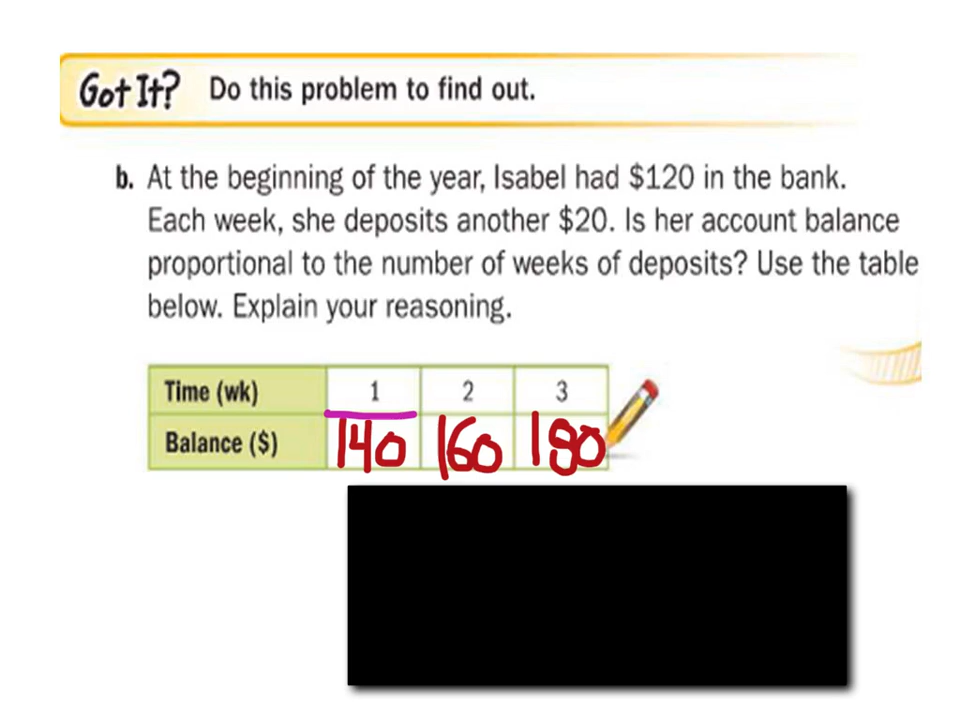 Got It? Do this problem to find out.
b. At the beginning of the year, Isabel had $120 in the bank.
Each week, she deposits another $20. Is her account balance
proportional to the number of weeks of deposits? Use the table
below. Explain your reasoning.
Time (wk) 1 2 3
Balance ($) 140 160 180